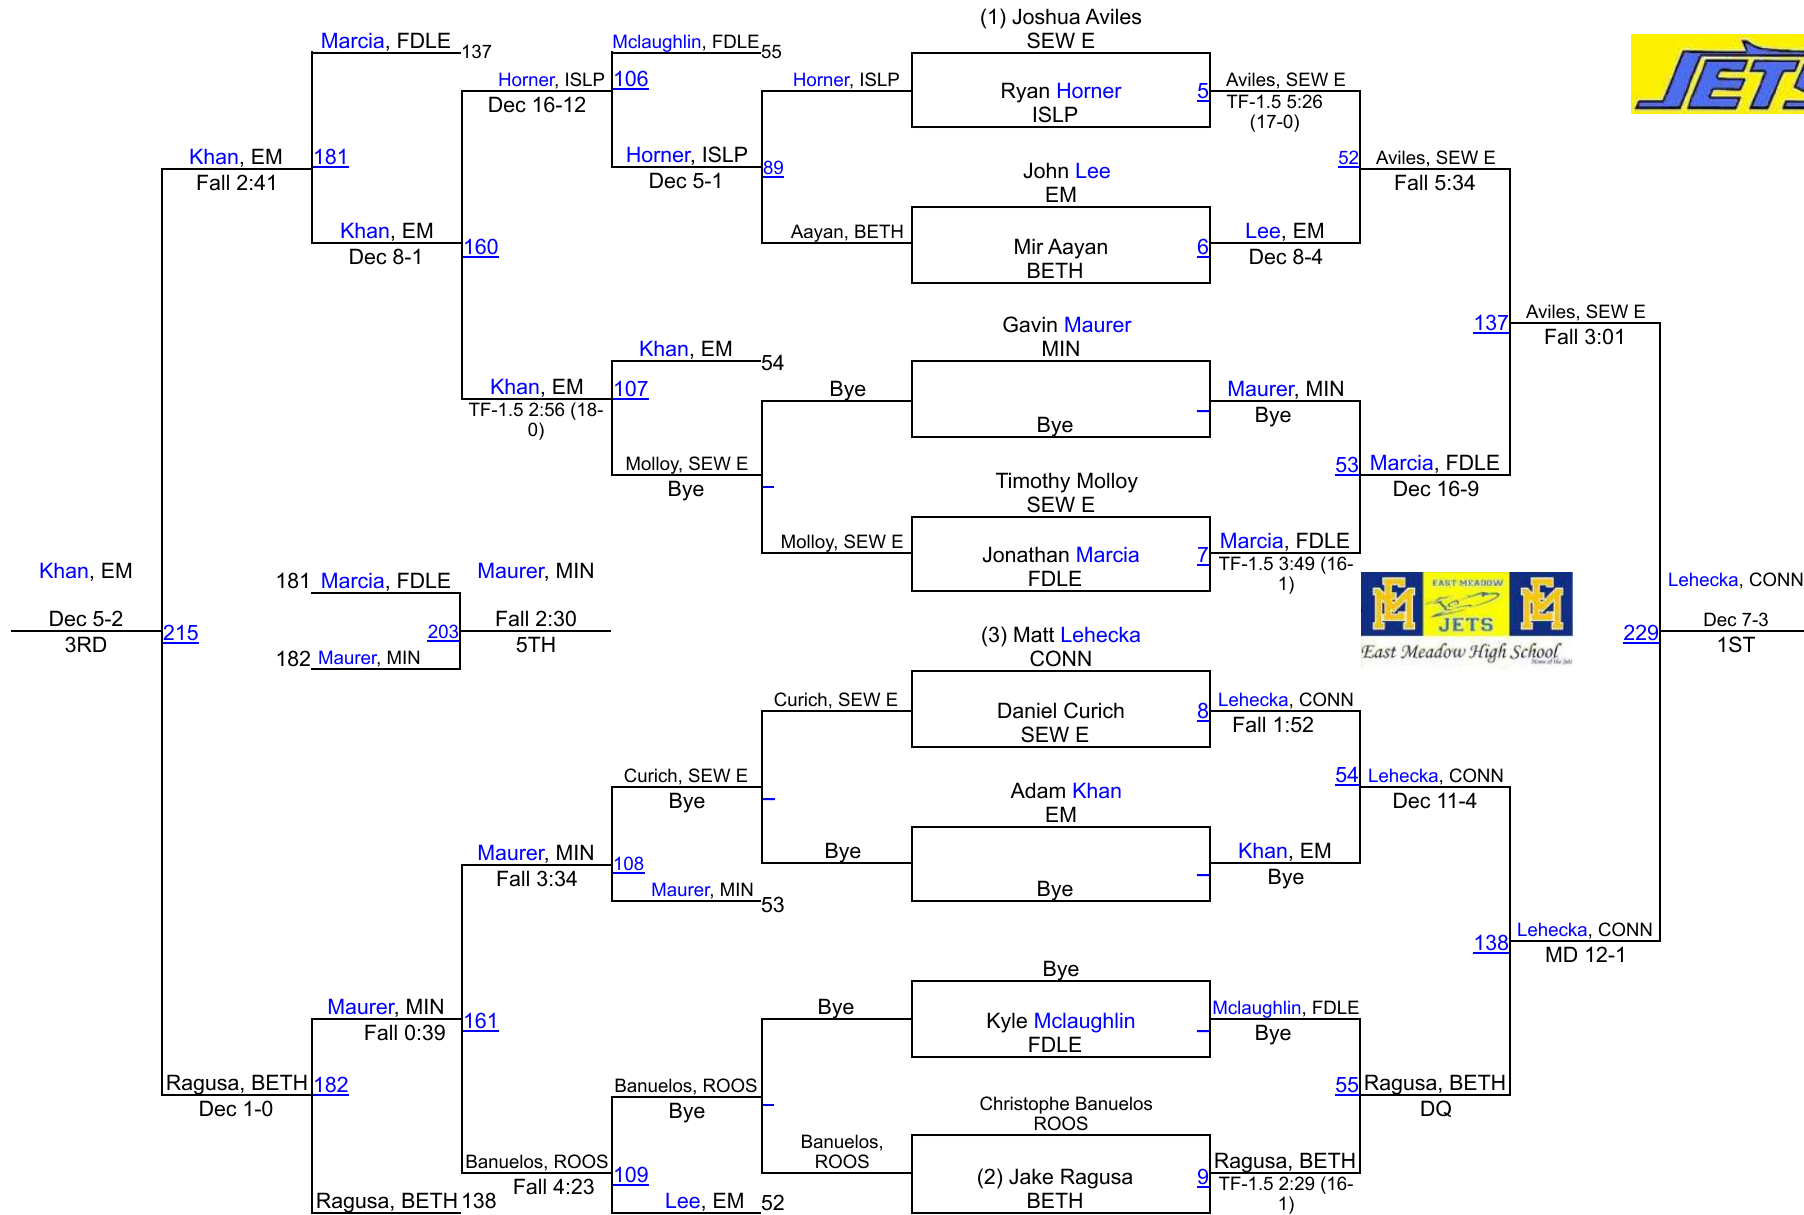 (1) Joshua Aviles
SEW E
Marcia, FDLE
137
Mclaughlin, FDLE
55
JETS
Horner, ISLP
106
Dec 16-12
Horner, ISLP
Ryan Horner
ISLP
5
Aviles, SEW E
TF-1.5 5:26
(17-0)
Khan, EM
181
Fall 2:41
Horner, ISLP
Dec 5-1
89
John Lee
EM
52
Aviles, SEW E
Fall 5:34
Khan, EM
Dec 8-1
160
Aayan, BETH
Mir Aayan
BETH
6
Lee, EM
Dec 8-4
Gavin Maurer
MIN
137
Aviles, SEW E
Fall 3:01
Khan, EM
54
Khan, EM
107
TF-1.5 2:56 (18-
0)
Bye
Bye
Maurer, MIN
Bye
Molloy, SEW E
Bye
Timothy Molloy
SEW E
53
Marcia, FDLE
Dec 16-9
Molloy, SEW E
Jonathan Marcia
FDLE
7
Marcia, FDLE
TF-1.5 3:49 (16-
1)
Khan, EM
Dec 5-2
3RD
215
181
Marcia, FDLE
182
Maurer, MIN
203
Maurer, MIN
Fall 2:30
5TH
EM
EAST MEADOW
JETS
EM
East Meadow High School
Home of the Jets
Lehecka, CONN
229
Dec 7-3
1ST
(3) Matt Lehecka
CONN
Curich, SEW E
Daniel Curich
SEW E
8
Lehecka, CONN
Fall 1:52
Curich, SEW E
Bye
Adam Khan
EM
54
Lehecka, CONN
Dec 11-4
Maurer, MIN
Fall 3:34
108
Maurer, MIN
53
Bye
Bye
Khan, EM
Bye
138
Lehecka, CONN
MD 12-1
Bye
Maurer, MIN
Fall 0:39
161
Bye
Kyle Mclaughlin
FDLE
Mclaughlin, FDLE
Bye
Ragusa, BETH
Dec 1-0
182
Banuelos, ROOS
Bye
Christophe Banuelos
ROOS
55
Ragusa, BETH
DQ
Banuelos, ROOS
Fall 4:23
109
Banuelos,
ROOS
(2) Jake Ragusa
BETH
9
Ragusa, BETH
TF-1.5 2:29 (16-
1)
Ragusa, BETH
138
Lee, EM
52